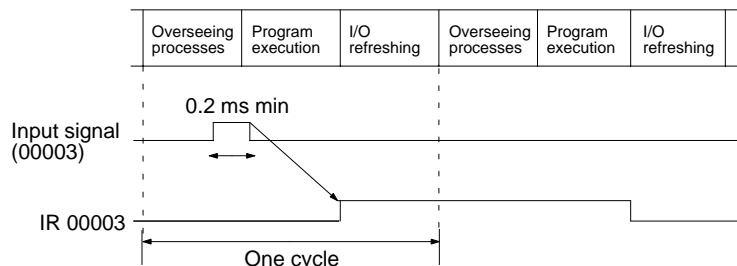 Overseeing processes
Program execution
I/O refreshing
Overseeing processes
Program execution
I/O refreshing
0.2 ms min
Input signal
(00003)
IR 00003
One cycle